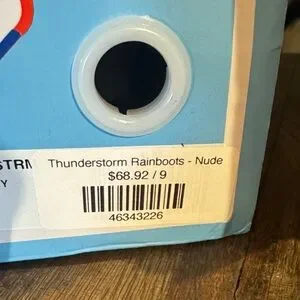 STRM
Y
Thunderstorm Rainboots - Nude
$68.92 / 9
46343226